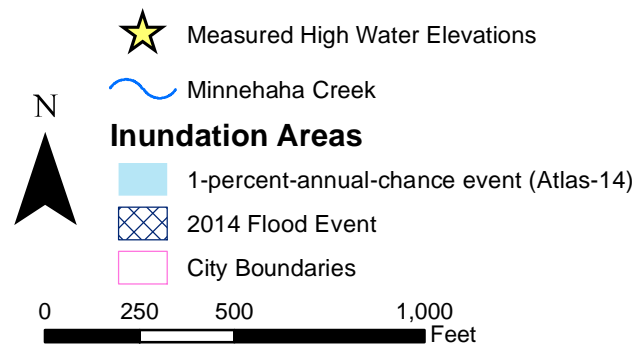 Measured High Water Elevations
Minnehaha Creek
N
Inundation Areas
1-percent-annual-chance event (Atlas-14)
2014 Flood Event
City Boundaries
0 250 500 1,000
Feet